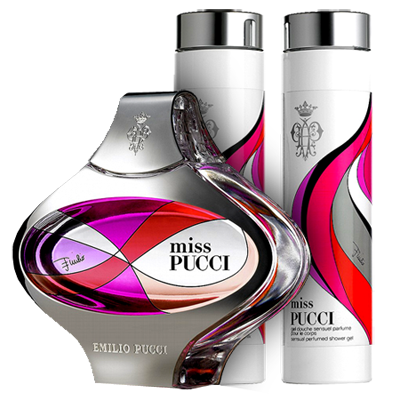 miss
PUCCI
EMILIO PUCCI
miss
PUCCI
gel douche sensuel parfumé
pour le corps
sensual perfumed shower gel